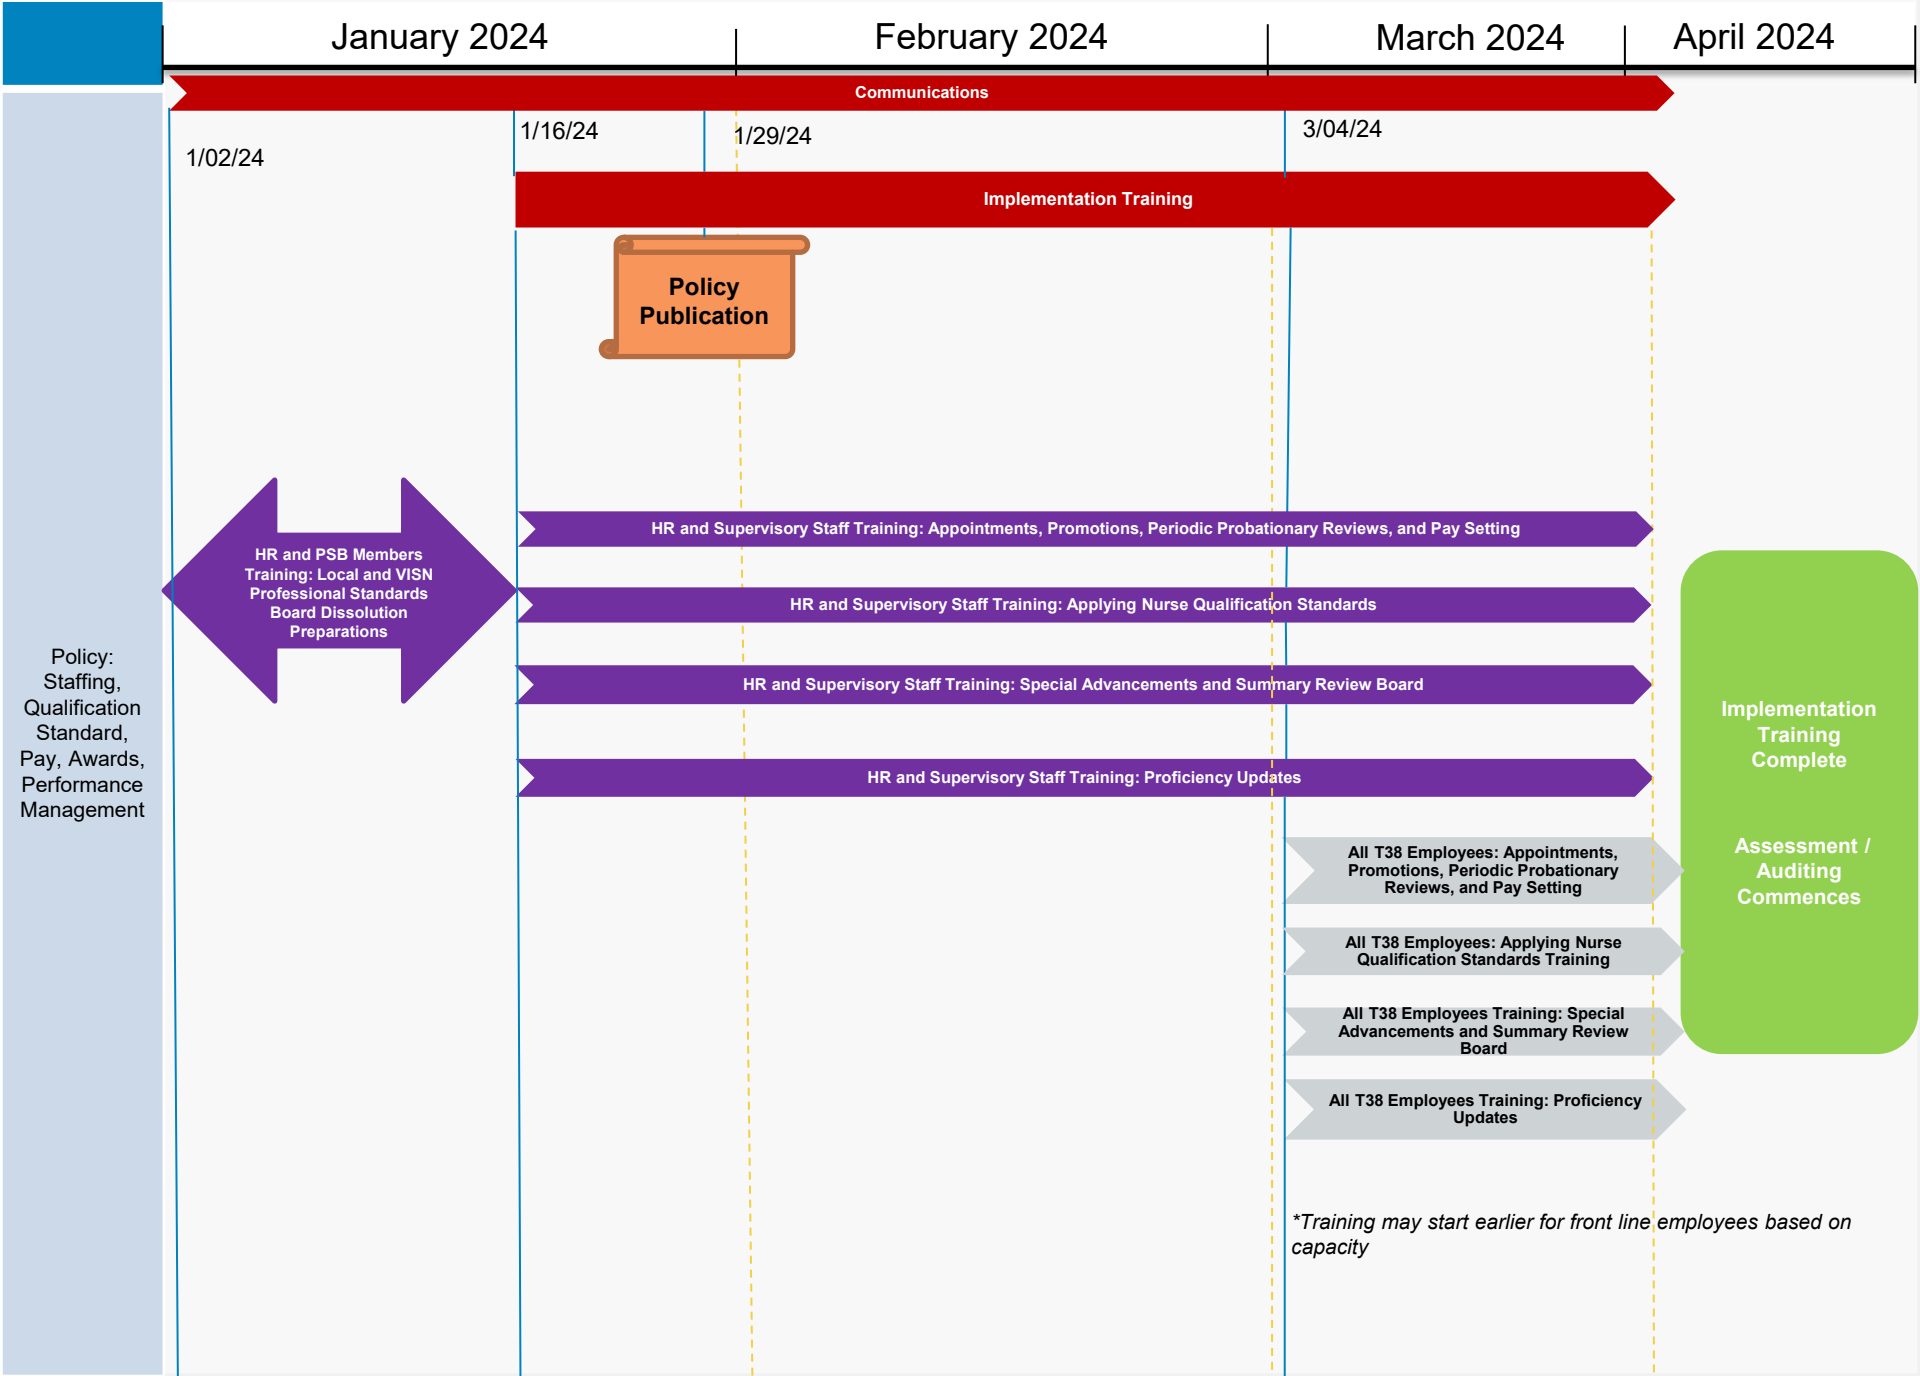 January 2024
February 2024
March 2024
April 2024
Communications
1/02/24
1/16/24
1/29/24
3/04/24
Implementation Training
Policy
Publication
HR and PSB Members
Training: Local and VISN
Professional Standards
Board Dissolution
Preparations
HR and Supervisory Staff Training: Appointments, Promotions, Periodic Probationary Reviews, and Pay Setting
HR and Supervisory Staff Training: Applying Nurse Qualification Standards
HR and Supervisory Staff Training: Special Advancements and Summary Review Board
HR and Supervisory Staff Training: Proficiency Updates
Policy:
Staffing,
Qualification
Standard,
Pay, Awards,
Performance
Management
All T38 Employees: Appointments,
Promotions, Periodic Probationary
Reviews, and Pay Setting
All T38 Employees: Applying Nurse
Qualification Standards Training
All T38 Employees Training: Special
Advancements and Summary Review
Board
All T38 Employees Training: Proficiency
Updates
Implementation
Training
Complete
Assessment /
Auditing
Commences
*Training may start earlier for front line employees based on
capacity